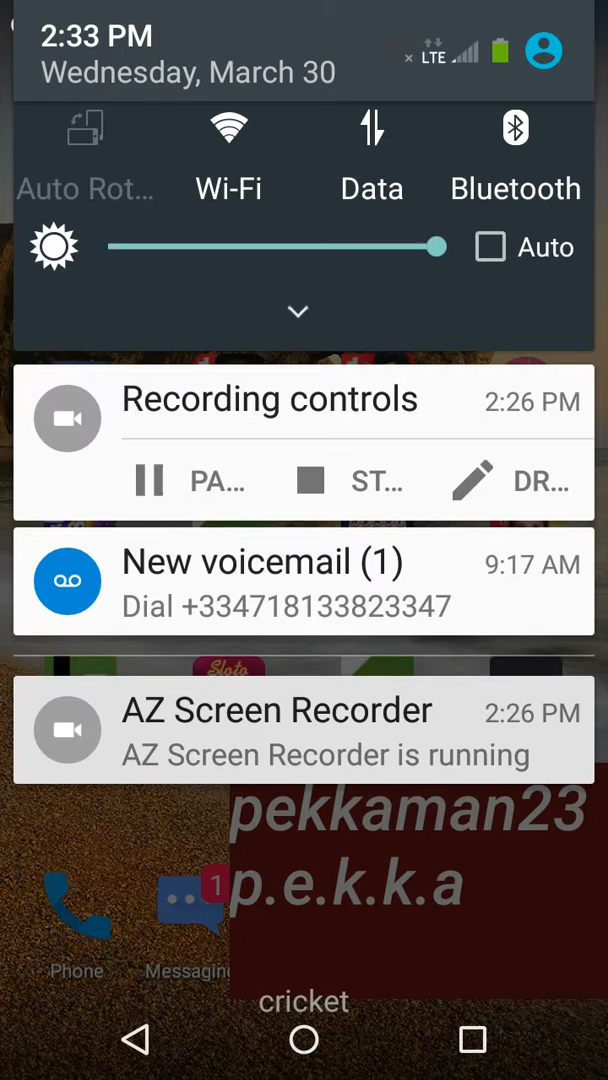 2:33 PM
Wednesday, March 30
× LTE
Auto Rot... Wi-Fi Data Bluetooth
Auto
Recording controls 2:26 PM
PA... ST... DR...
New voicemail (1) 9:17 AM
Dial +334718133823347
Sloto
AZ Screen Recorder 2:26 PM
AZ Screen Recorder is running
pekkaman23
p.e.k.k.a
1
Phone Messaging
cricket